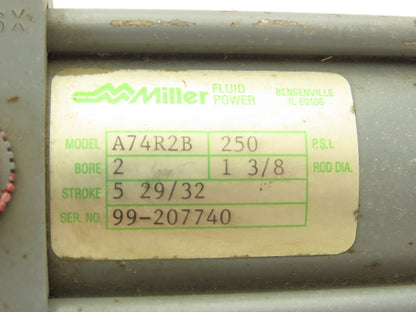 Miller FLUID POWER BENSENVILLE IL 60106
MODEL A74R2B 250 P.S.I.
BORE 2 1 3/8 ROD DIA.
STROKE 5 29/32
SER. NO. 99-207740